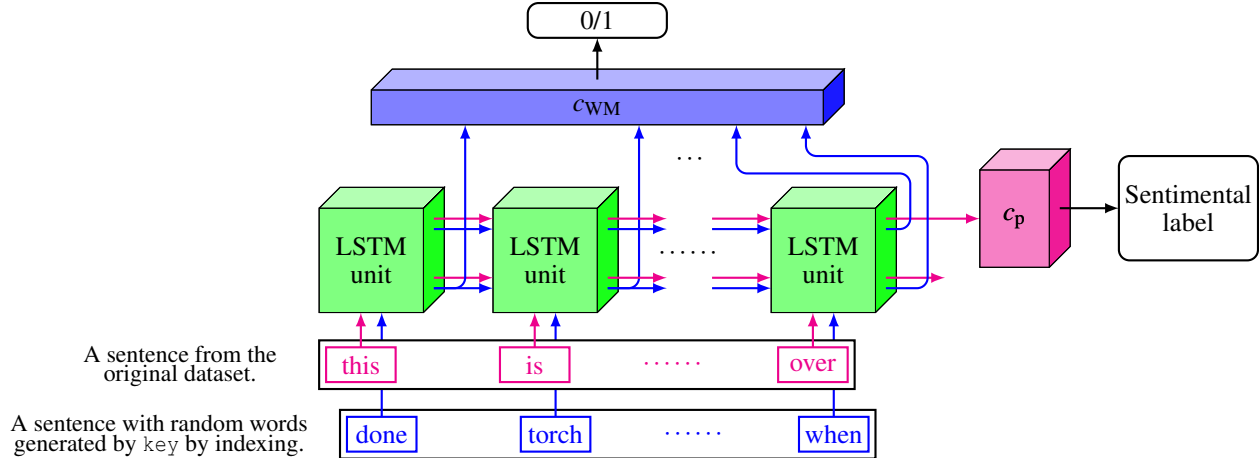 0/1
c_WM
...
LSTM
unit
LSTM
unit
......
LSTM
unit
c_p
Sentimental
label
A sentence from the
original dataset.
this is ...... over
A sentence with random words
generated by key by indexing.
done torch ...... when